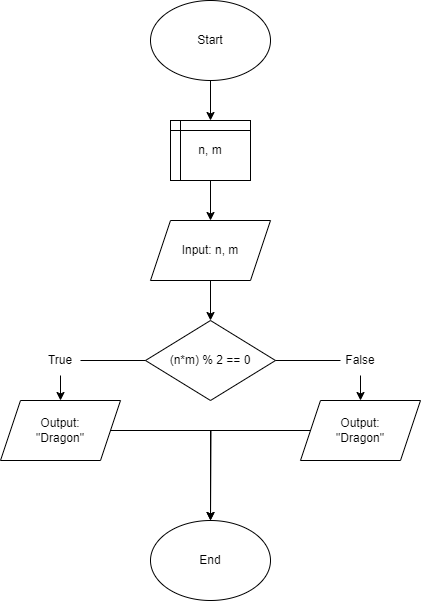 Start
n, m
Input: n, m
(n*m) % 2 == 0
True
False
Output:
"Dragon"
Output:
"Dragon"
End